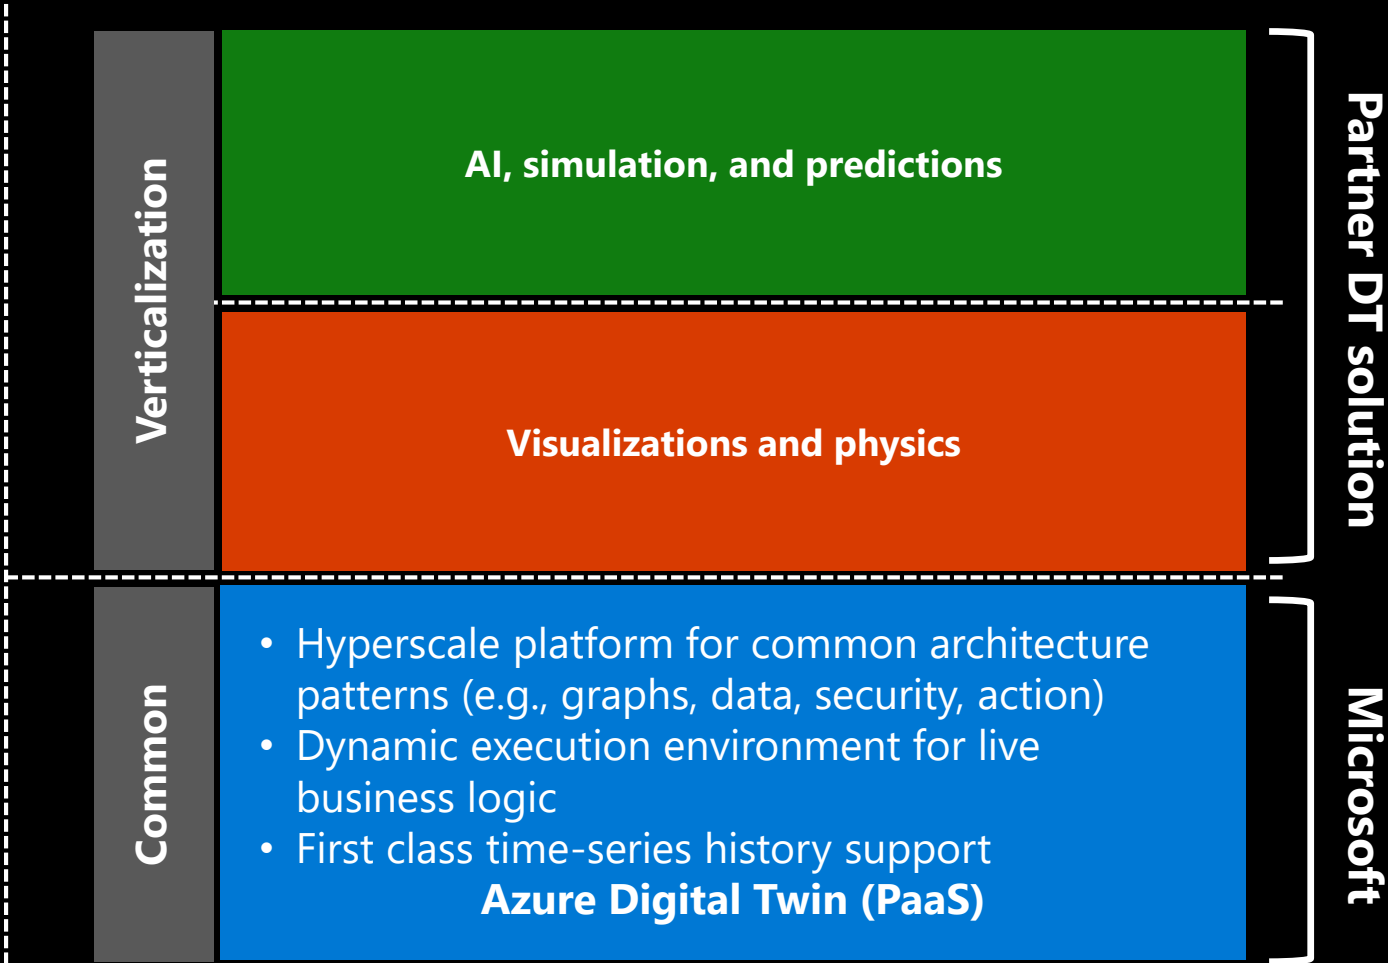 Verticalization
AI, simulation, and predictions
Visualizations and physics
Partner DT solution
Common
• Hyperscale platform for common architecture
patterns (e.g., graphs, data, security, action)
• Dynamic execution environment for live
business logic
• First class time-series history support
Azure Digital Twin (PaaS)
Microsoft